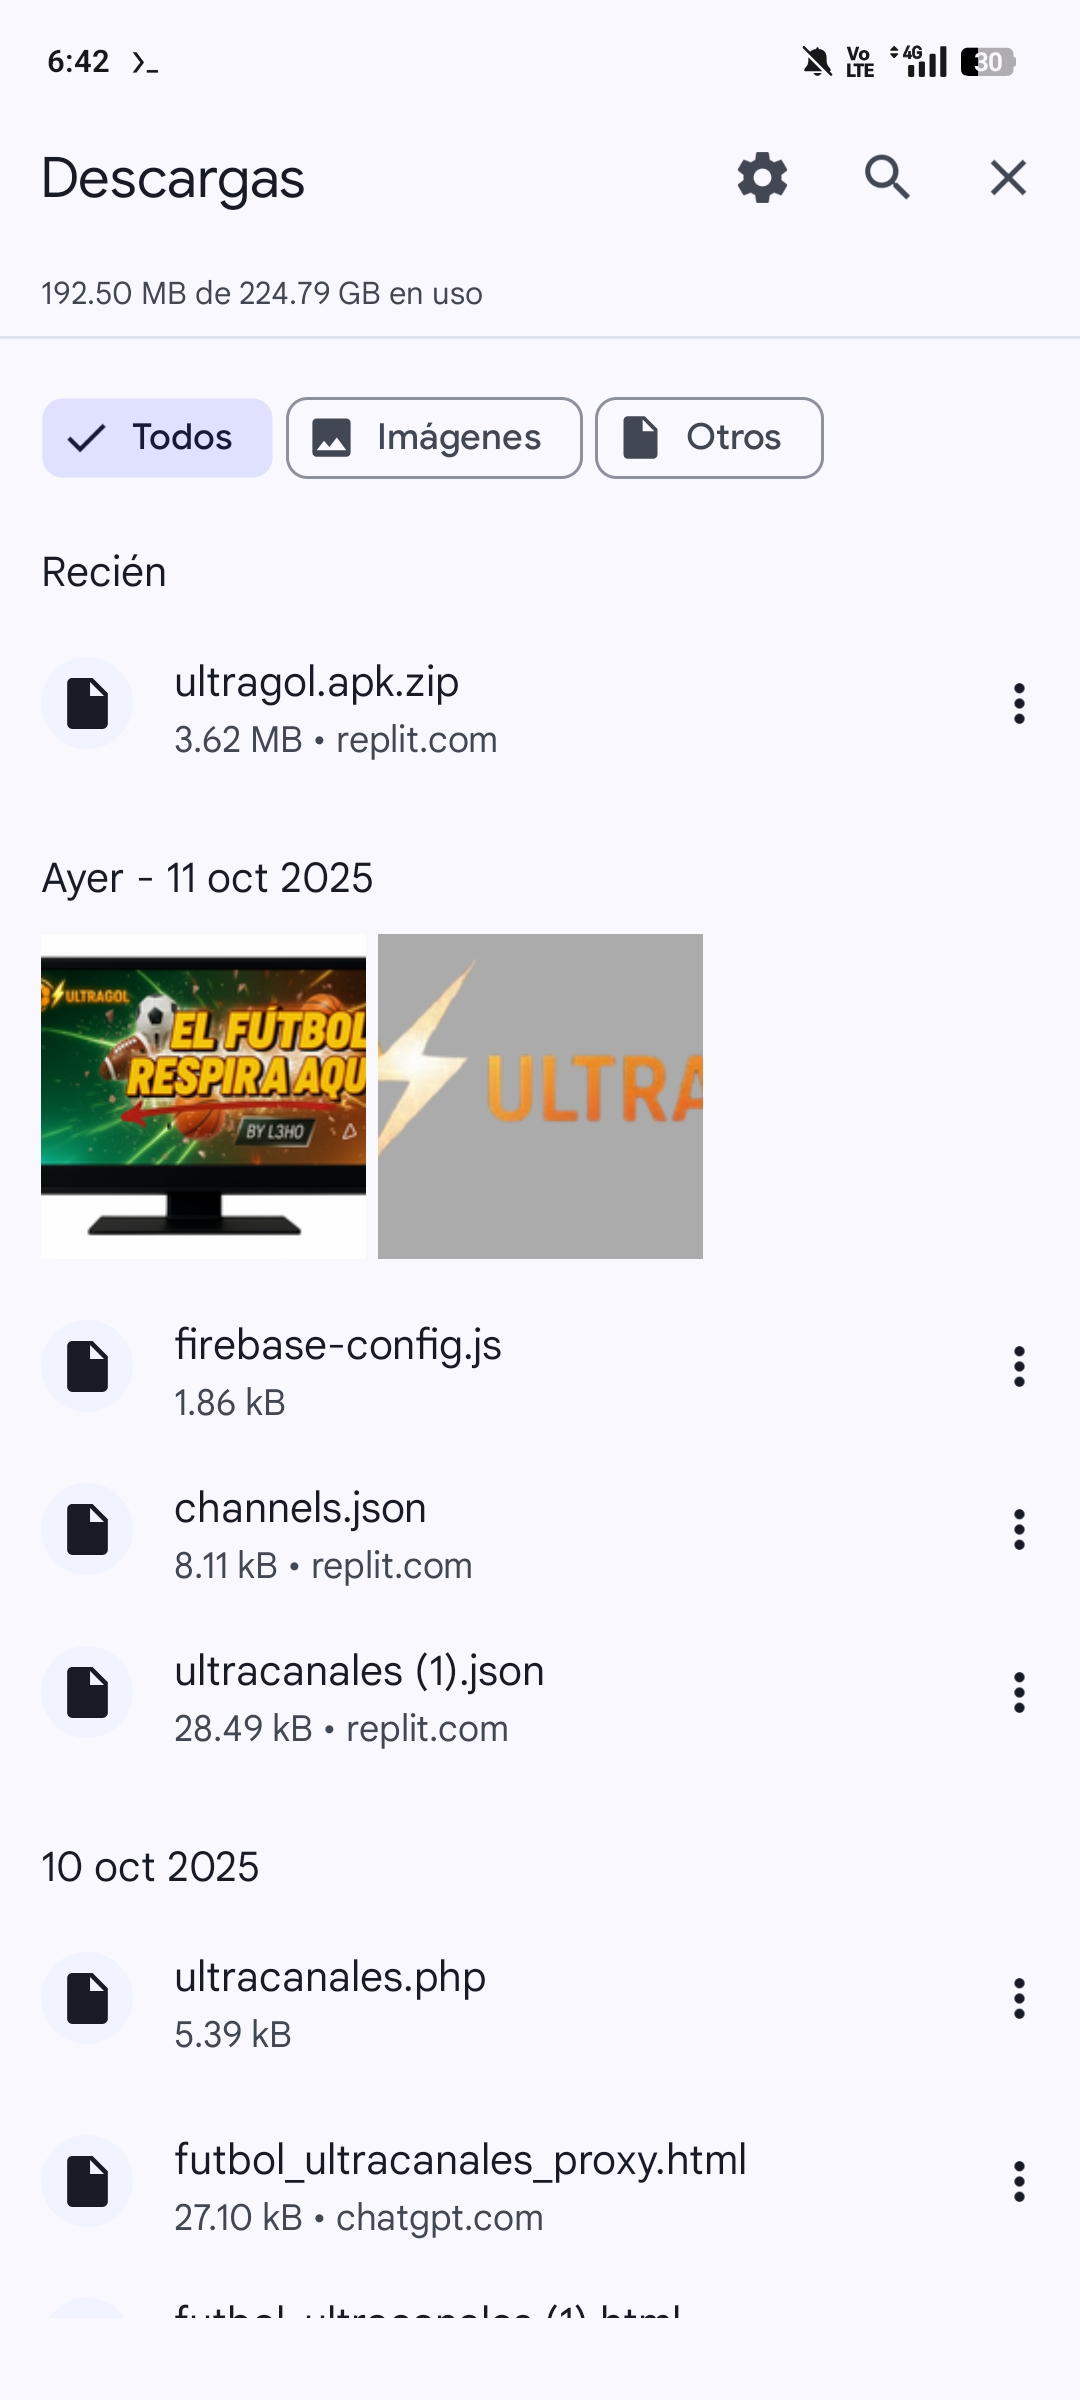 6:42
Vo
LTE
4G
30
Descargas
192.50 MB de 224.79 GB en uso
Todos
Imágenes
Otros
Recién
ultragol.apk.zip
3.62 MB • replit.com
Ayer - 11 oct 2025
ULTRAGOL
EL FÚTBOL
RESPIRA AQU
BY L3HO
ULTRA
firebase-config.js
1.86 kB
channels.json
8.11 kB • replit.com
ultracanales (1).json
28.49 kB • replit.com
10 oct 2025
ultracanales.php
5.39 kB
futbol_ultracanales_proxy.html
27.10 kB • chatgpt.com
futbol_ultracanales (1).html